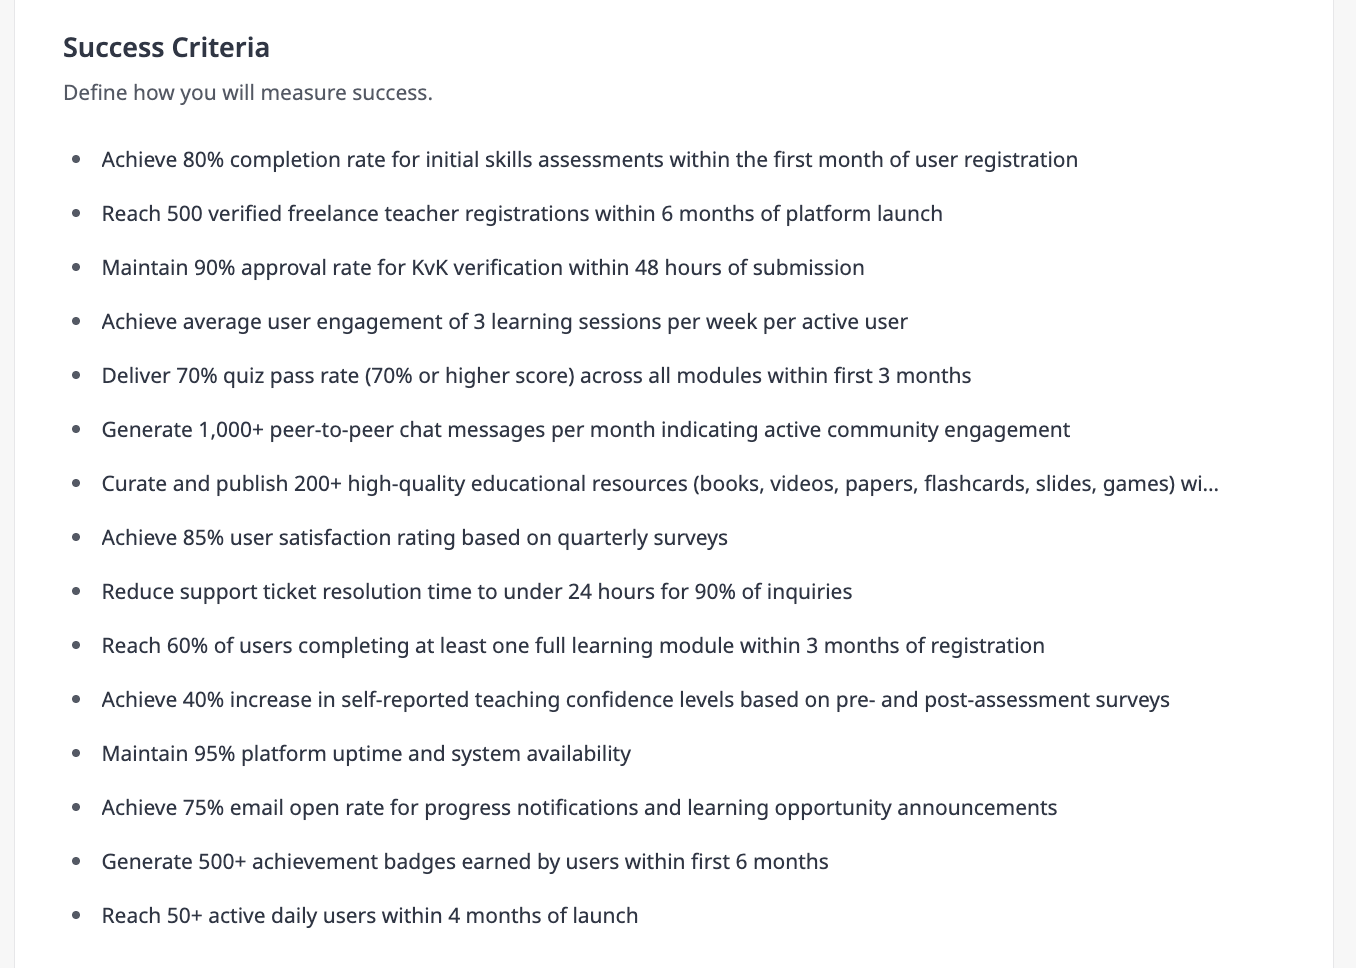 Success Criteria
Define how you will measure success.
Achieve 80% completion rate for initial skills assessments within the first month of user registration
Reach 500 verified freelance teacher registrations within 6 months of platform launch
Maintain 90% approval rate for KvK verification within 48 hours of submission
Achieve average user engagement of 3 learning sessions per week per active user
Deliver 70% quiz pass rate (70% or higher score) across all modules within first 3 months
Generate 1,000+ peer-to-peer chat messages per month indicating active community engagement
Curate and publish 200+ high-quality educational resources (books, videos, papers, flashcards, slides, games) wi...
Achieve 85% user satisfaction rating based on quarterly surveys
Reduce support ticket resolution time to under 24 hours for 90% of inquiries
Reach 60% of users completing at least one full learning module within 3 months of registration
Achieve 40% increase in self-reported teaching confidence levels based on pre- and post-assessment surveys
Maintain 95% platform uptime and system availability
Achieve 75% email open rate for progress notifications and learning opportunity announcements
Generate 500+ achievement badges earned by users within first 6 months
Reach 50+ active daily users within 4 months of launch